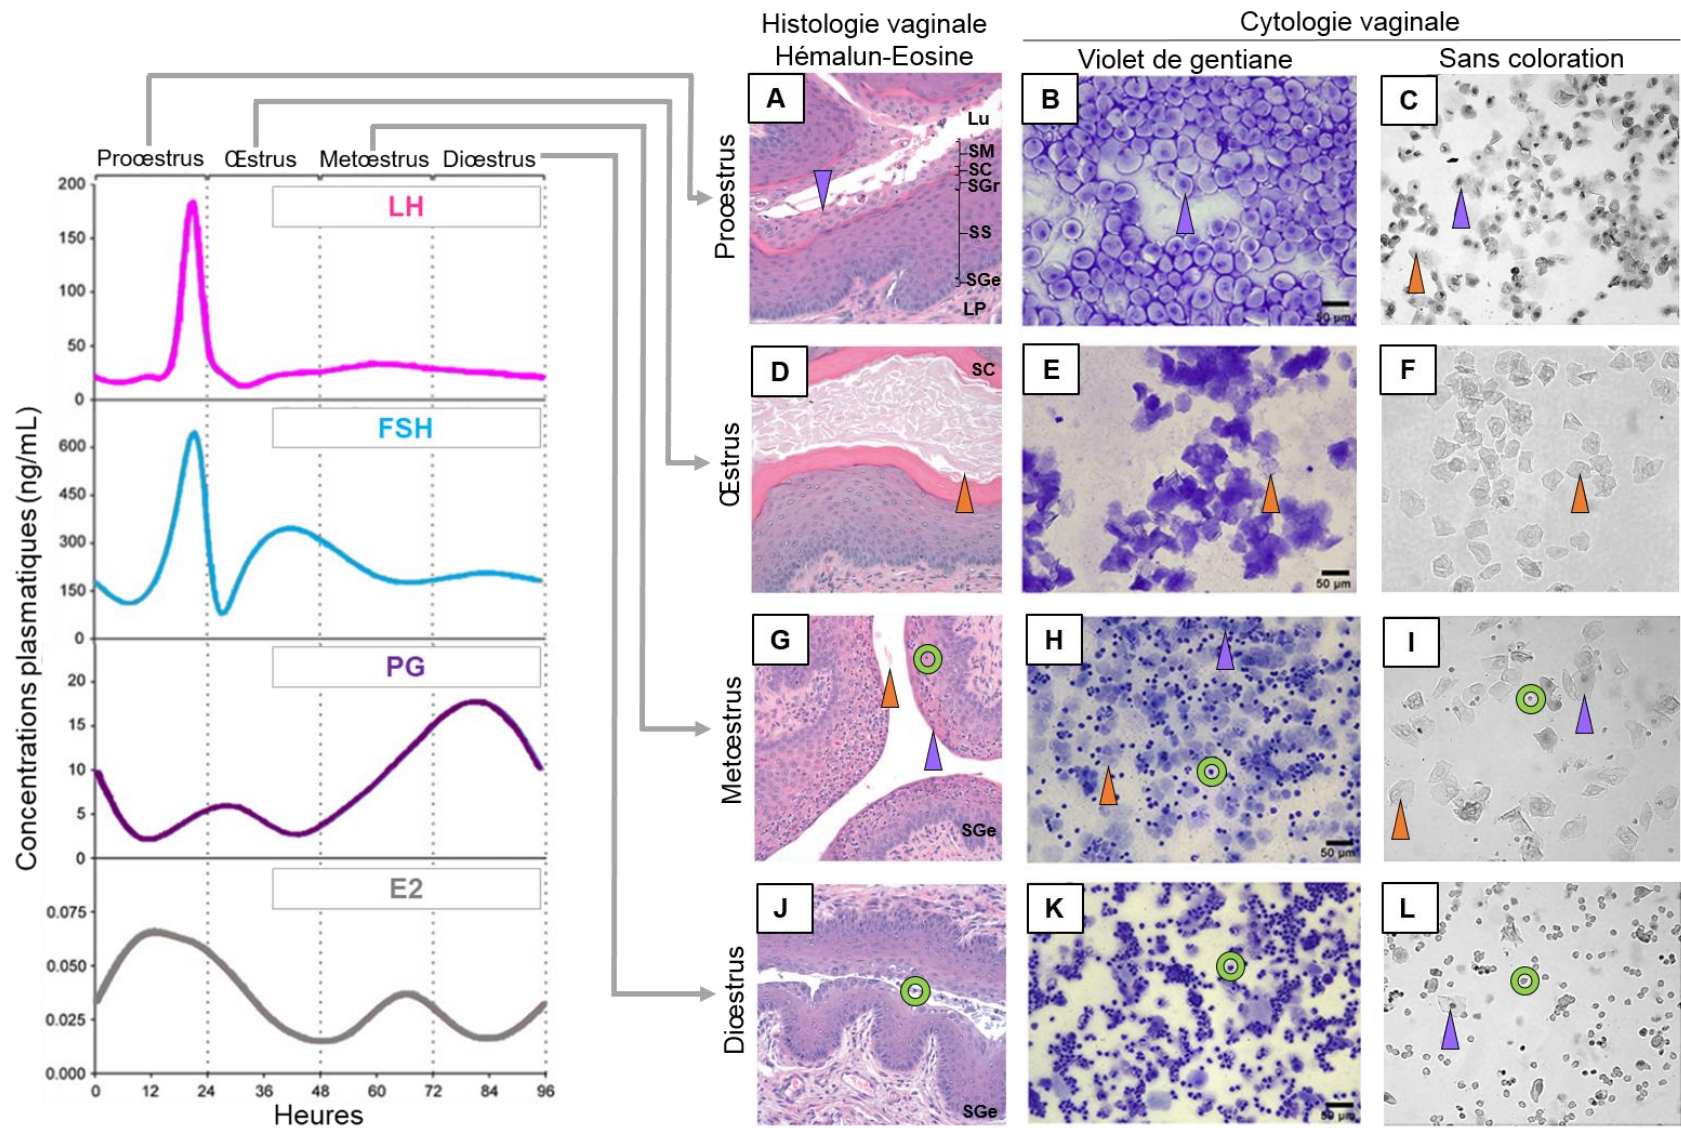 Histologie vaginale
Hémalun-Eosine
Cytologie vaginale
Violet de gentiane
Sans coloration
Proœstrus
Œstrus
Metœstrus
Diœstrus
Concentrations plasmatiques (ng/mL)
200
150
100
50
0
LH
600
450
300
150
0
FSH
20
15
10
5
0
PG
0.075
0.050
0.025
0.000
E2
0
12
24
36
48
60
72
84
96
Heures
Proœstrus
A
Lu
SM
SC
SGr
SS
SGe
LP
B
50 µm
C
Œstrus
D
SC
E
50 µm
F
Metœstrus
G
SGe
H
50 µm
I
Diœstrus
J
SGe
K
50 µm
L